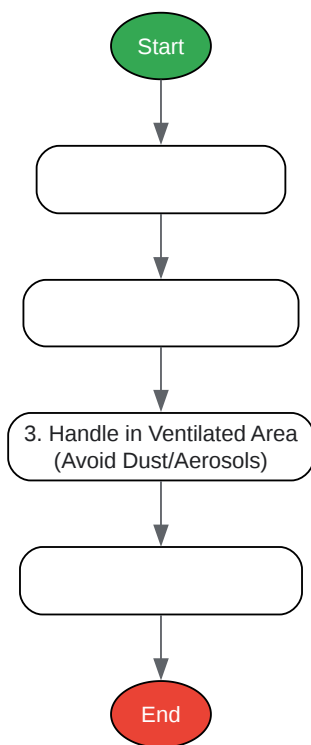 Start
3. Handle in Ventilated Area
(Avoid Dust/Aerosols)
End